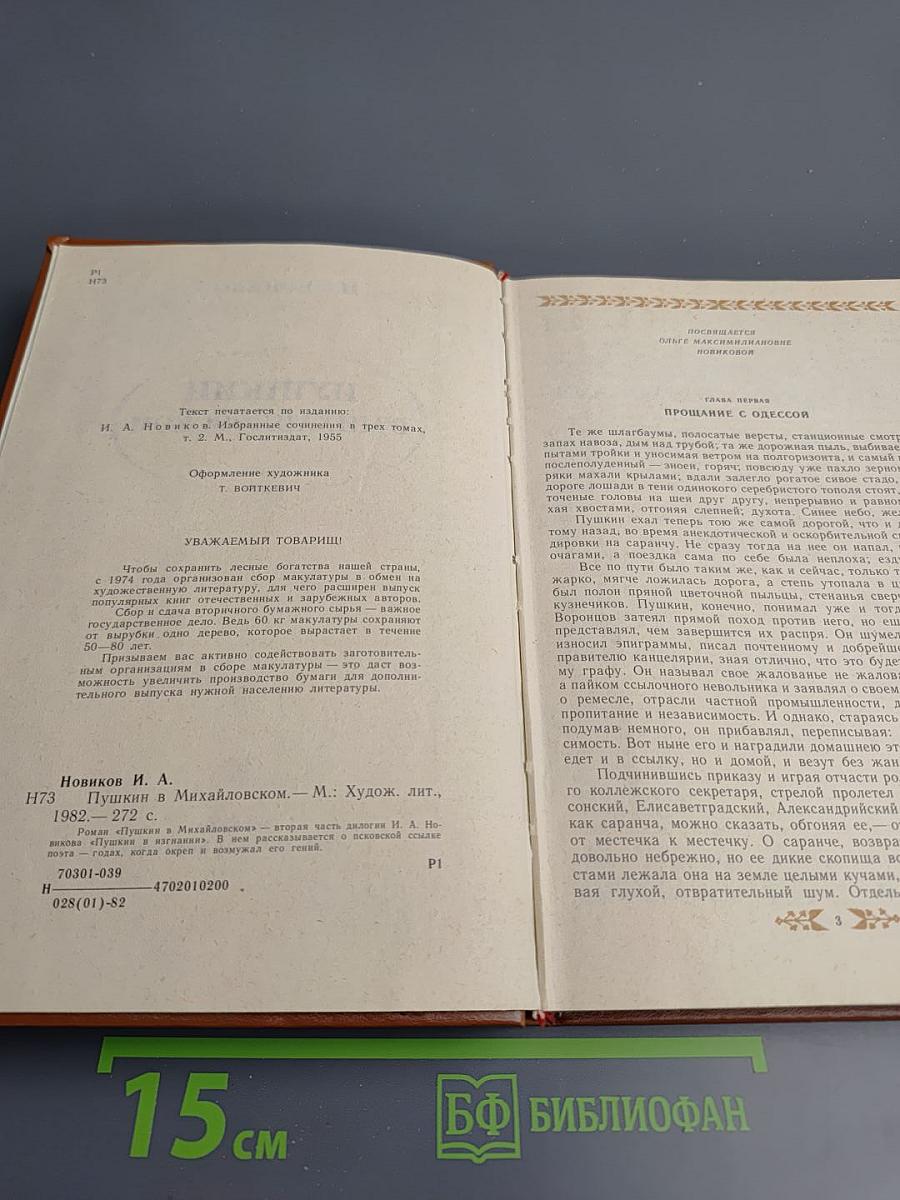 Р1
Н73
Текст печатается по изданию:
И. А. Новиков. Избранные сочинения в трех томах,
т. 2. М., Гослитиздат, 1955
Оформление художника
Т. ВОЙТКЕВИЧ
УВАЖАЕМЫЙ ТОВАРИЩ!
Чтобы сохранить лесные богатства нашей страны,
с 1974 года организован сбор макулатуры в обмен на
художественную литературу, для чего расширен выпуск
популярных книг отечественных и зарубежных авторов.
Сбор и сдача вторичного бумажного сырья — важное
государственное дело. Ведь 60 кг макулатуры сохраняют
от вырубки одно дерево, которое вырастает в течение
50—80 лет.
Призываем вас активно содействовать заготовитель-
ным организациям в сборе макулатуры — это даст воз-
можность увеличить производство бумаги для дополни-
тельного выпуска нужной населению литературы.
Новиков И. А.
Н73 Пушкин в Михайловском.— М.: Худож. лит.,
1982.— 272 с.
Роман «Пушкин в Михайловском» — вторая часть дилогии И. А. Но-
викова «Пушкин в изгнании». В нем рассказывается о псковской ссылке
поэта — годах, когда окреп и возмужал его гений.
70301-039
Н————4702010200
028(01)-82
Р1
ПОСВЯЩАЕТСЯ
ОЛЬГЕ МАКСИМИЛИАНОВНЕ
НОВИКОВОЙ
ГЛАВА ПЕРВАЯ
ПРОЩАНИЕ С ОДЕССОЙ
Те же шлагбаумы, полосатые версты, станционные смотр
запах навоза, дым над трубой; та же дорожная пыль, выбивае
пытами тройки и уносимая ветром на полгоризонта, и самый
послеполуденный — зноен, горяч; повсюду уже пахло зерно
ряки махали крылами; вдали залегло рогатое сивое стадо,
дороге лошади в тени одинокого серебристого тополя стоят,
точеные головы на шеи друг другу, непрерывно и равном
хая хвостами, отгоняя слепней; духота. Синее небо, жел
Пушкин ехал теперь тою же самой дорогой, что и д
тому назад, во время анекдотической и оскорбительной
дировки на саранчу. Не сразу тогда на нее он напал,
очагами, а поездка сама по себе была неплоха; езд
Все по пути было таким же, как и сейчас, только т
жарко, мягче ложилась дорога, а степь утопала в ц
был полон пряной цветочной пыльцы, стенанья сверч
кузнечиков. Пушкин, конечно, понимал уже и тогд
Воронцов затеял прямой поход против него, но ещ
представлял, чем завершится их распря. Он шумел
износил эпиграммы, писал почтенному и добрейше
правителю канцелярии, зная отлично, что это буде
му графу. Он называл свое жалованье не жалова
а пайком ссылочного невольника и заявлял о своем
о ремесле, отрасли частной промышленности, д
пропитание и независимость. И однако, стараясь
подумав немного, он прибавлял, переписывая:
симость. Вот ныне его и наградили домашнею эт
едет и в ссылку, но и домой, и везут без жан
Подчинившись приказу и играя отчасти ро
го коллежского секретаря, стрелой пролетел
сонский, Елисаветградский, Александрийский
как саранча, можно сказать, обгоняя ее,— о
от местечка к местечку. О саранче, возвра
довольно небрежно, но ее дикие скопища во
стами лежала она на земле целыми кучами,
вая глухой, отвратительный шум. Отдель
3
15 см
БФ БИБЛИОФАН